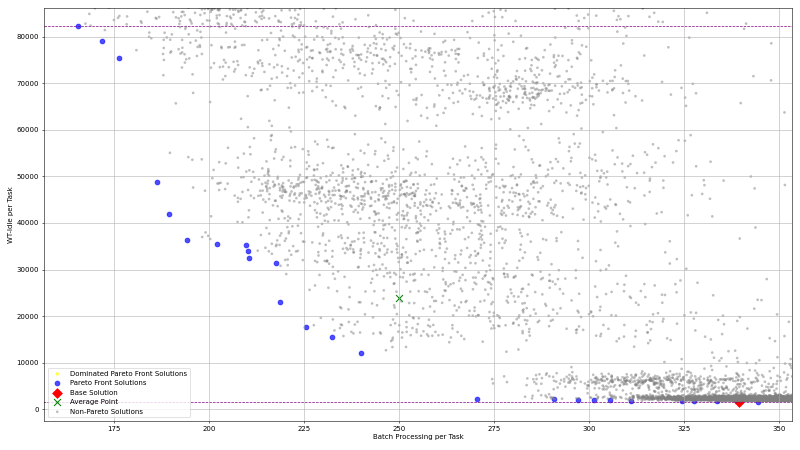 80000
70000
60000
50000
40000
30000
20000
10000
0
WT-Idle per Task
Dominated Pareto Front Solutions
Pareto Front Solutions
Base Solution
Average Point
Non-Pareto Solutions
175
200
225
250
275
300
325
350
Batch Processing per Task